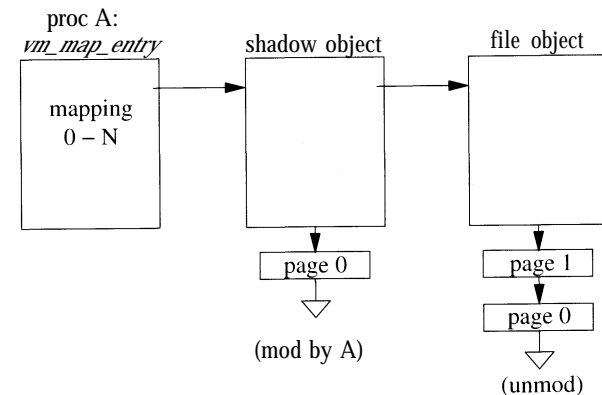 proc A:
vm_map_entry
shadow object
file object
mapping
0 – N
page 0
page 1
page 0
(mod by A)
(unmod)